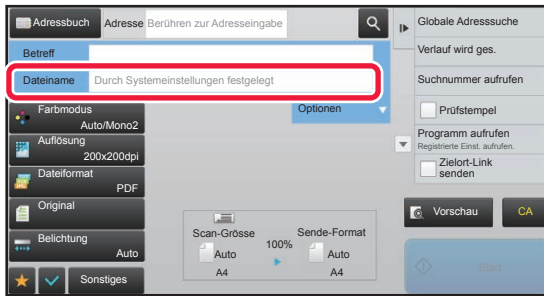 Adressbuch
Adresse
Berühren zur Adresseingabe
Betreff
Dateiname
Durch Systemeinstellungen festgelegt
Farbmodus
Auto/Mono2
Optionen
Auflösung
200x200dpi
Dateiformat
PDF
Original
Belichtung
Auto
Sonstiges
Scan-Grösse
Auto
A4
100%
Sende-Format
Auto
A4
Globale Adresssuche
Verlauf wird ges.
Suchnummer aufrufen
Prüfstempel
Programm aufrufen
Registrierte Einst. aufrufen.
Zielort-Link
senden
Vorschau
CA
Start